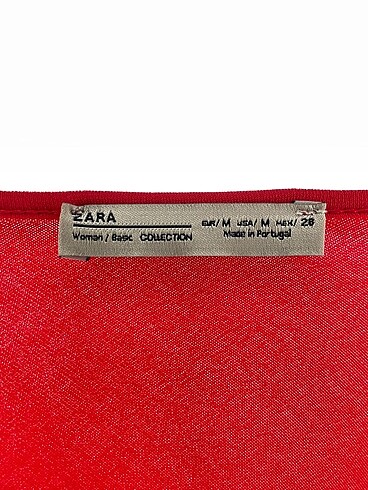 ZARA
Woman / Basic COLLECTION
EUR/ M USA/ M MEX/ 28
Made in Portugal